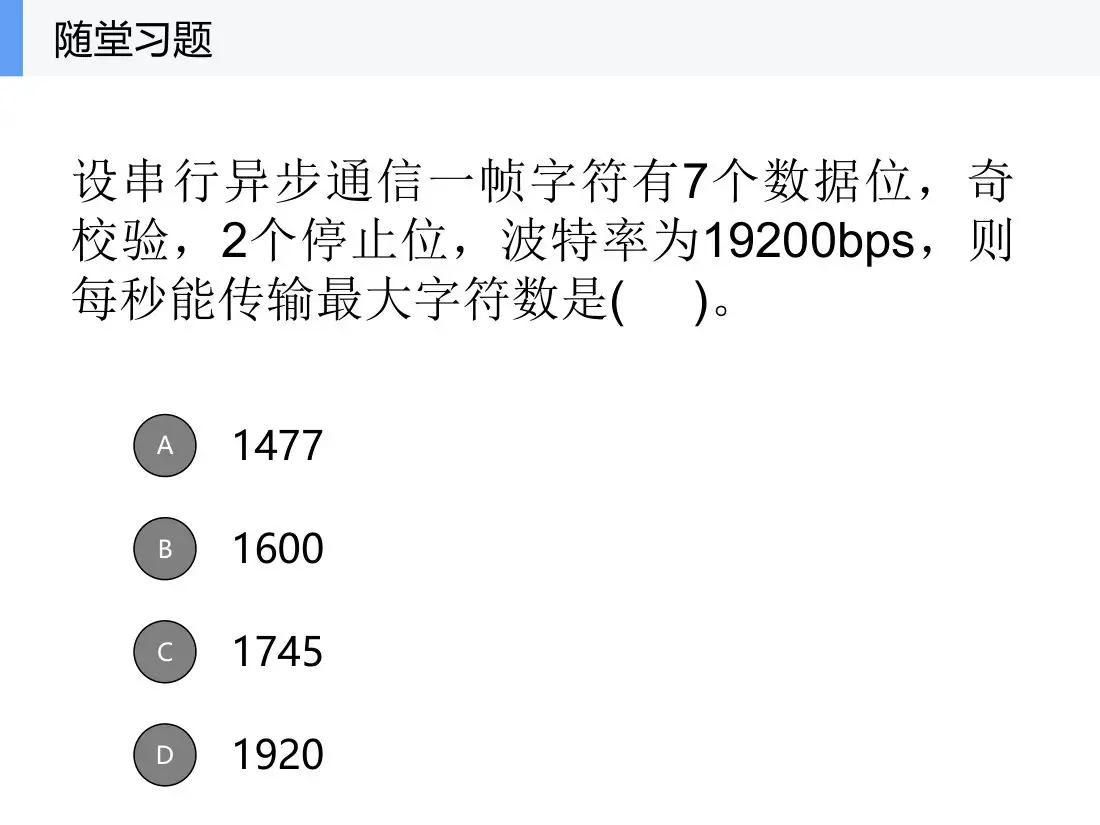 随堂习题
设串行异步通信一帧字符有7个数据位，奇
校验，2个停止位，波特率为19200bps，则
每秒能传输最大字符数是(     )。
A 1477
B 1600
C 1745
D 1920